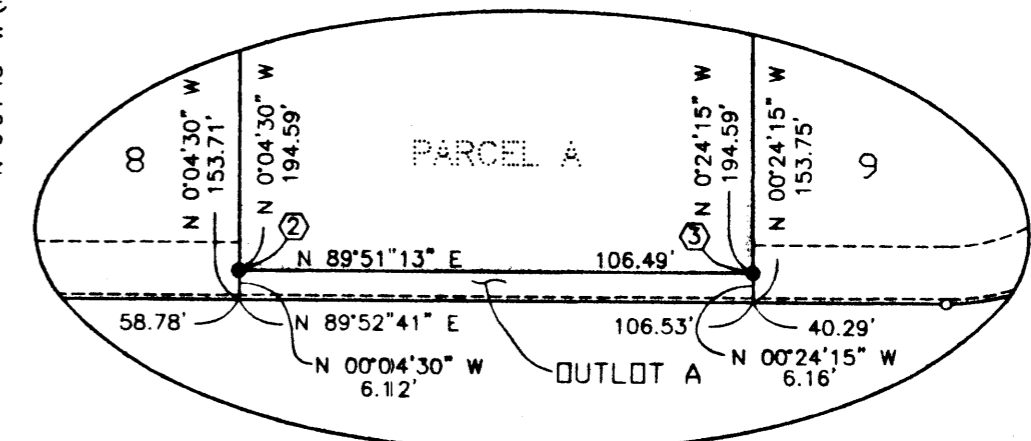 8
N 0°04'30" W
153.71'
N 0°04'30" W
194.59'
PARCEL A
N 0°24'15" W
194.59'
N 00°24'15" W
153.75'
9
2
3
N 89°51"13" E
106.49'
58.78'
N 89°52"41" E
106.53'
40.29'
N 00°04'30" W
6.12'
OUTLOT A
N 00°24'15" W
6.16'